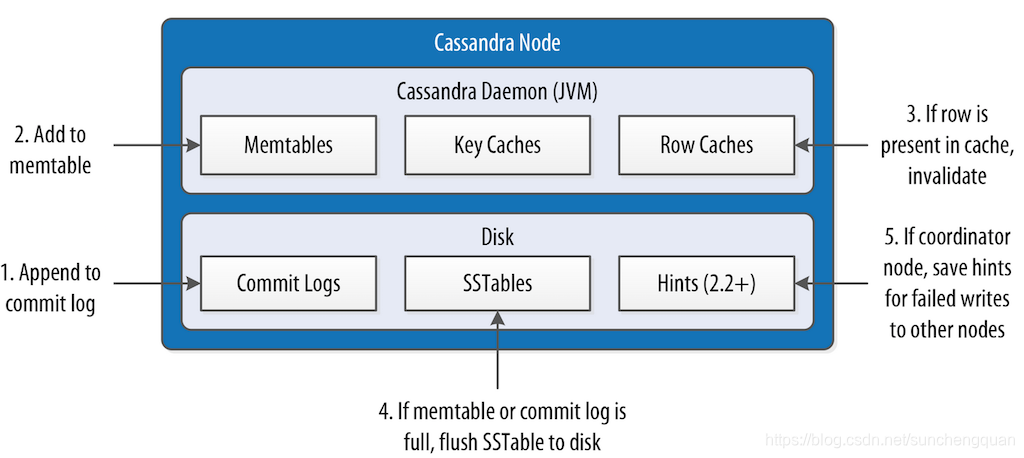 Cassandra Node
Cassandra Daemon (JVM)
2. Add to
memtable
Memtables
Key Caches
Row Caches
3. If row is
present in cache,
invalidate
Disk
1. Append to
commit log
Commit Logs
SSTables
Hints (2.2+)
5. If coordinator
node, save hints
for failed writes
to other nodes
4. If memtable or commit log is
full, flush SSTable to disk
https://blog.csdn.net/sunchengquan